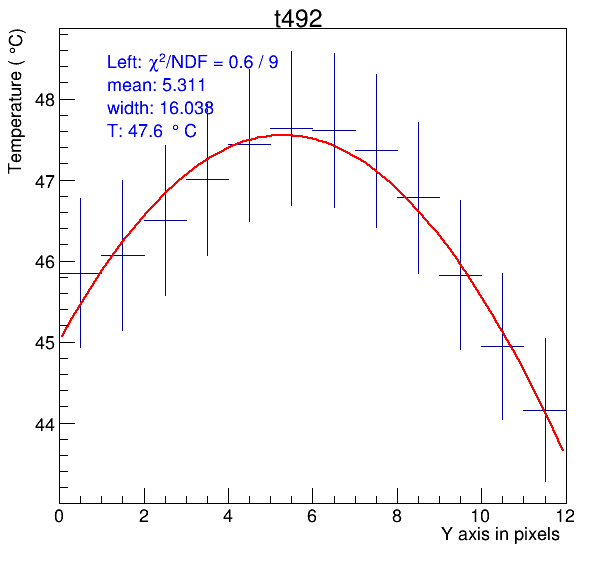 t492
Temperature ( °C)
Left: χ²/NDF = 0.6 / 9
mean: 5.311
width: 16.038
T: 47.6 ° C
48
47
46
45
44
0 2 4 6 8 10 12
Y axis in pixels